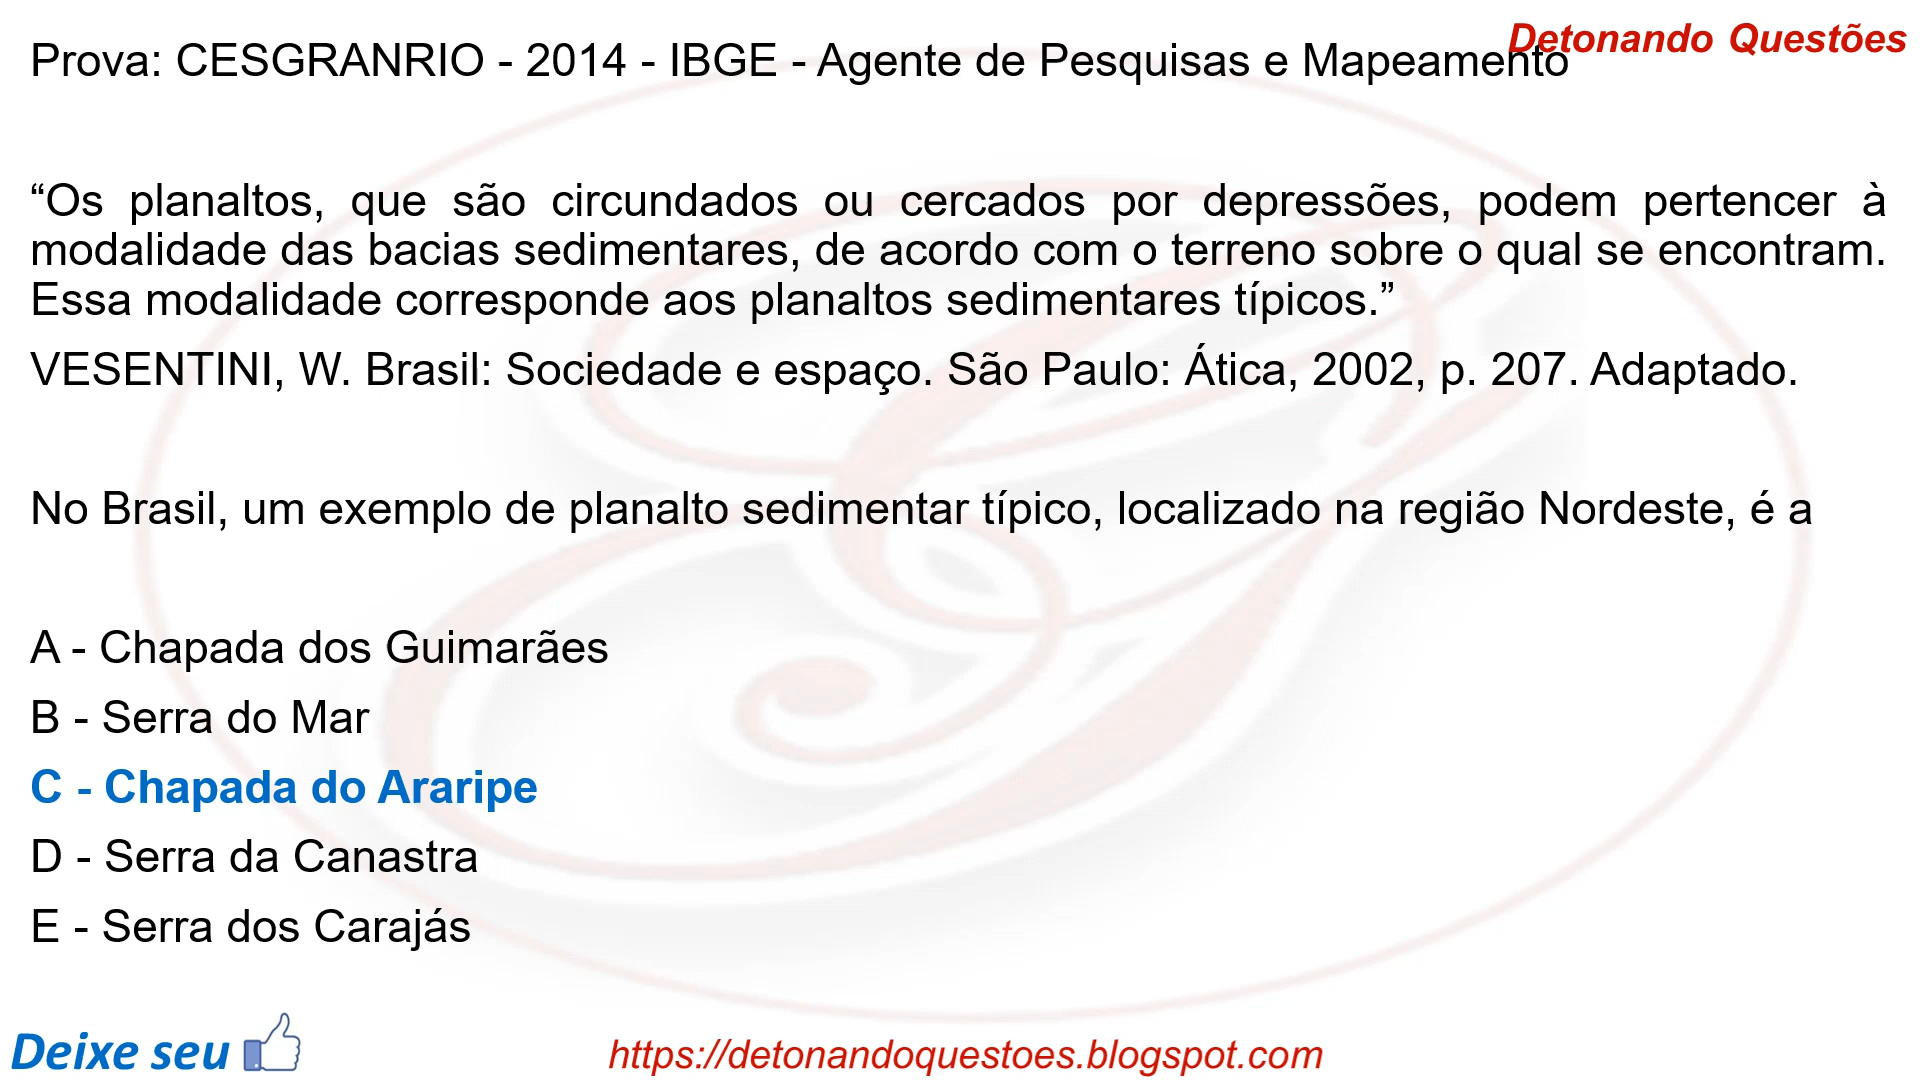 Detonando Questões
Prova: CESGRANRIO - 2014 - IBGE - Agente de Pesquisas e Mapeamento
“Os planaltos, que são circundados ou cercados por depressões, podem pertencer à
modalidade das bacias sedimentares, de acordo com o terreno sobre o qual se encontram.
Essa modalidade corresponde aos planaltos sedimentares típicos.”
VESENTINI, W. Brasil: Sociedade e espaço. São Paulo: Ática, 2002, p. 207. Adaptado.
No Brasil, um exemplo de planalto sedimentar típico, localizado na região Nordeste, é a
A - Chapada dos Guimarães
B - Serra do Mar
C - Chapada do Araripe
D - Serra da Canastra
E - Serra dos Carajás
Deixe seu
https://detonandoquestoes.blogspot.com